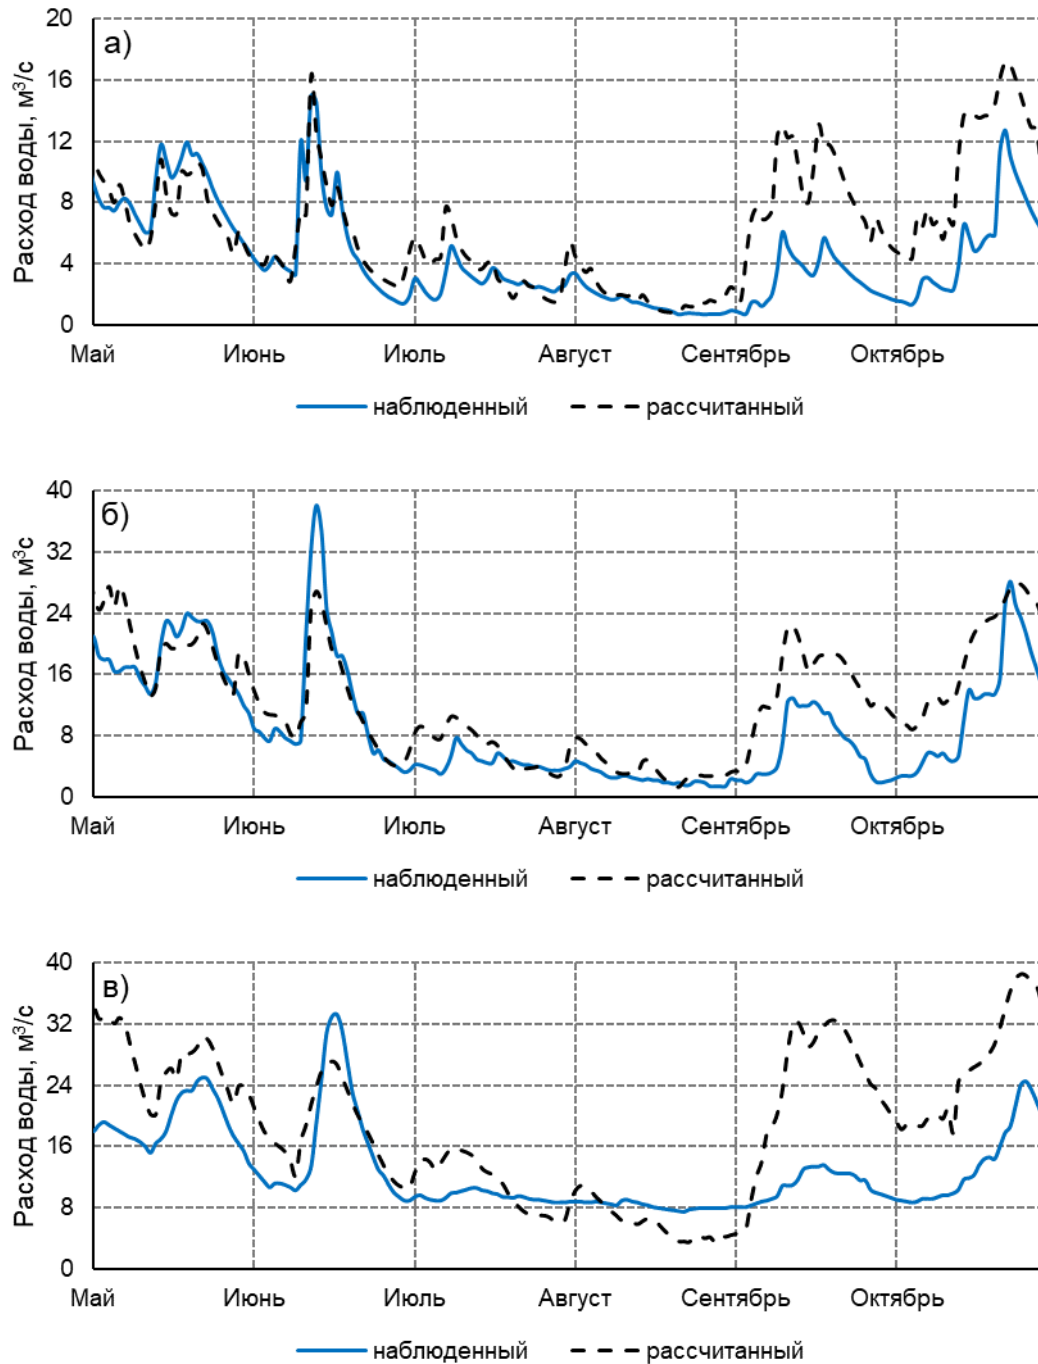 а)
Расход воды, м³/с
20
16
12
8
4
0
Май Июнь Июль Август Сентябрь Октябрь
наблюденный рассчитанный
б)
Расход воды, м³с
40
32
24
16
8
0
Май Июнь Июль Август Сентябрь Октябрь
наблюденный рассчитанный
в)
Расход воды, м³/с
40
32
24
16
8
0
Май Июнь Июль Август Сентябрь Октябрь
наблюденный рассчитанный